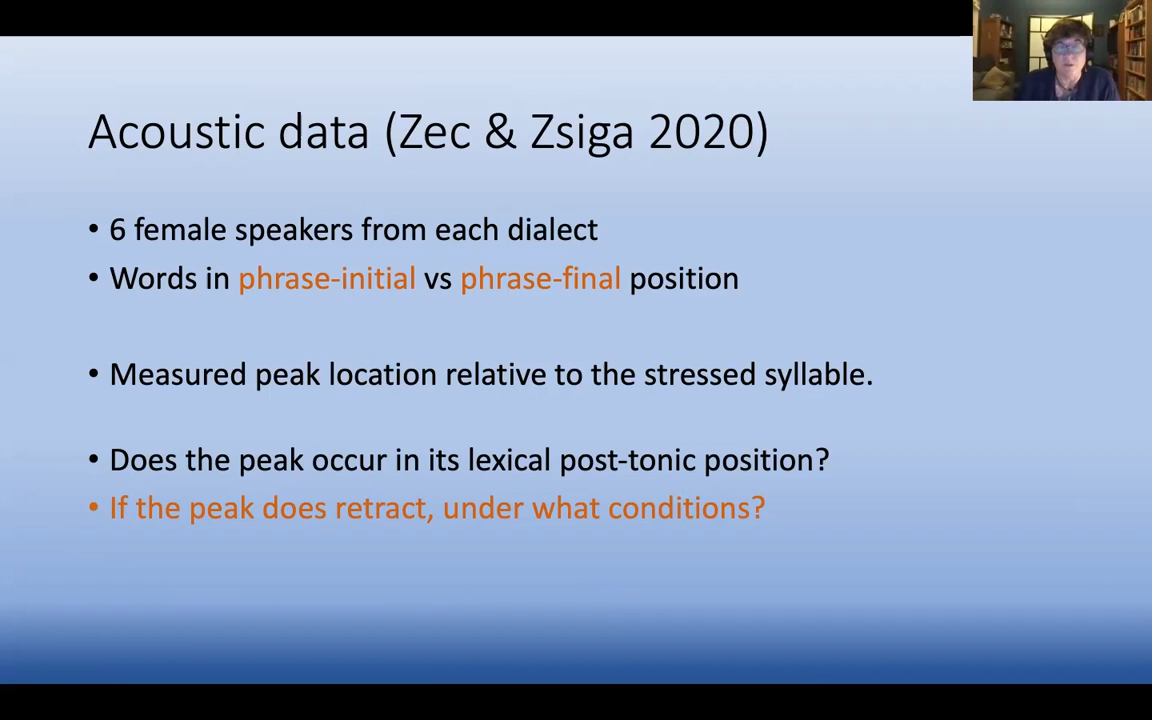 Acoustic data (Zec & Zsiga 2020)
• 6 female speakers from each dialect
• Words in phrase-initial vs phrase-final position
• Measured peak location relative to the stressed syllable.
• Does the peak occur in its lexical post-tonic position?
• If the peak does retract, under what conditions?